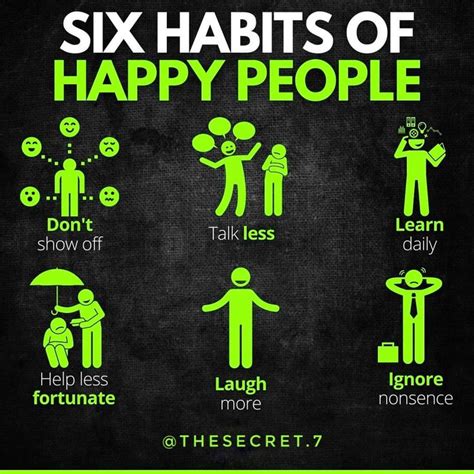 SIX HABITS OF
HAPPY PEOPLE
Don't
show off
Talk less
Learn
daily
Help less
fortunate
Laugh
more
Ignore
nonsence
@THESECRET.7